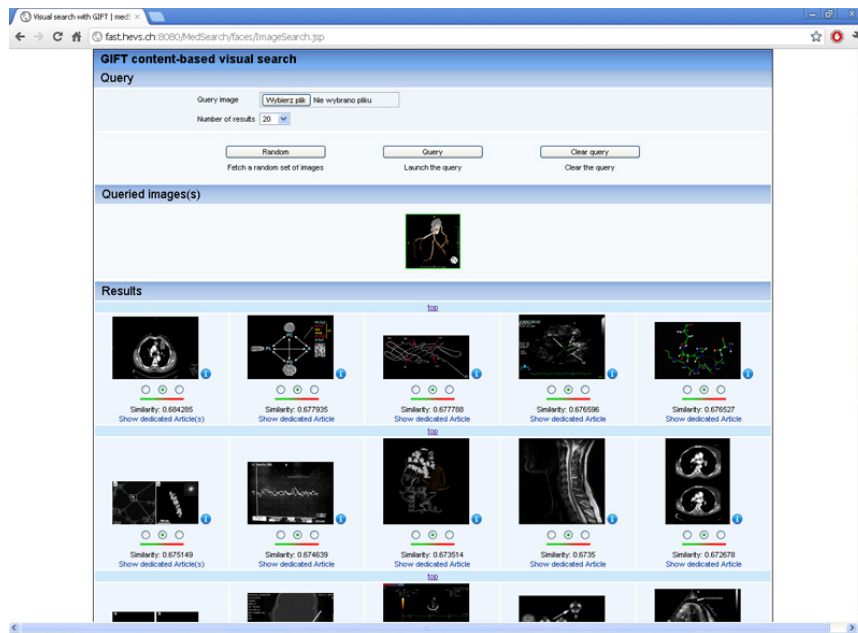 Visual search with GIFT | med
fast.hevs.ch:8080/MedSearch/faces/ImageSearch.jsp
GIFT content-based visual search
Query
Query image Wybierz plik Nie wybrano pliku
Number of results 20
Random Query Clear query
Fetch a random set of images Launch the query Clear the query
Queried images(s)
Results
top
Similarity: 0.684285 Similarity: 0.677935 Similarity: 0.677788 Similarity: 0.676596 Similarity: 0.676527
Show dedicated Article(s) Show dedicated Article Show dedicated Article Show dedicated Article Show dedicated Article
top
Similarity: 0.675149 Similarity: 0.674639 Similarity: 0.673514 Similarity: 0.6735 Similarity: 0.672678
Show dedicated Article(s) Show dedicated Article Show dedicated Article Show dedicated Article Show dedicated Article
top